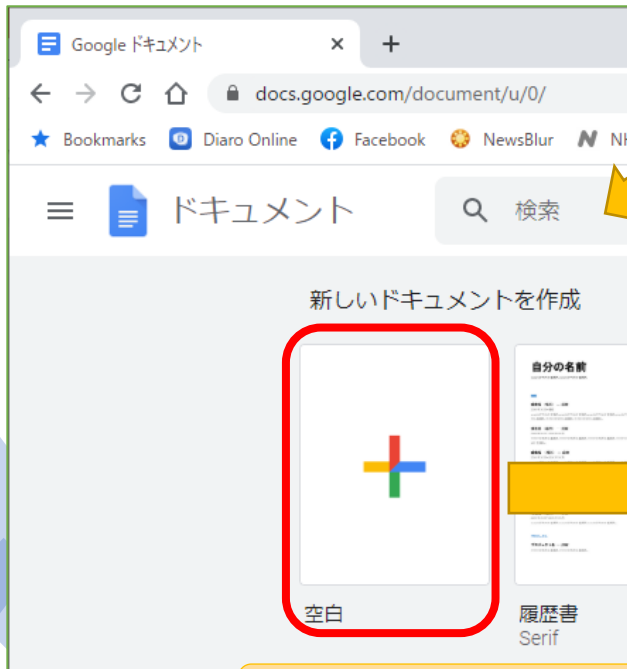 Google ドキュメント
docs.google.com/document/u/0/
Bookmarks Diaro Online Facebook NewsBlur
ドキュメント 検索
新しいドキュメントを作成
自分の名前
空白 履歴書
Serif